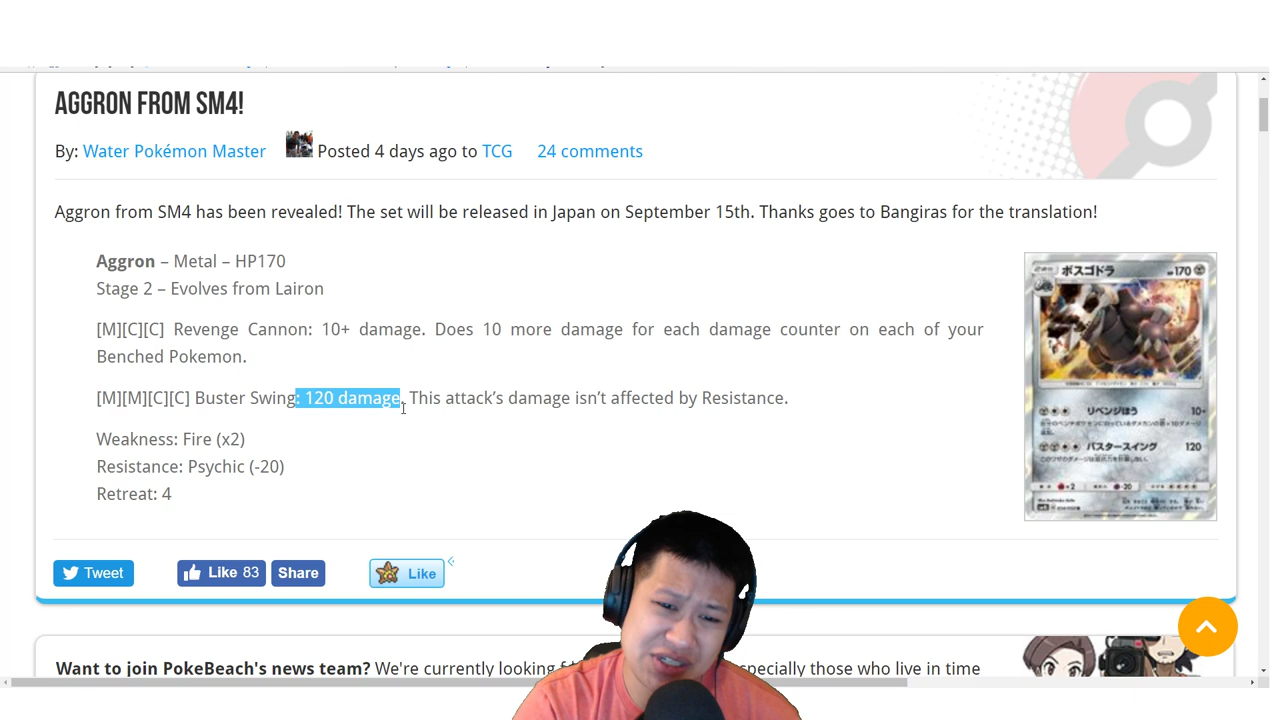 AGGRON FROM SM4!
By: Water Pokémon Master Posted 4 days ago to TCG 24 comments
Aggron from SM4 has been revealed! The set will be released in Japan on September 15th. Thanks goes to Bangiras for the translation!
Aggron – Metal – HP170
Stage 2 – Evolves from Lairon
[M][C][C] Revenge Cannon: 10+ damage. Does 10 more damage for each damage counter on each of your
Benched Pokemon.
[M][M][C][C] Buster Swing: 120 damage. This attack’s damage isn’t affected by Resistance.
Weakness: Fire (x2)
Resistance: Psychic (-20)
Retreat: 4
ボスゴドラ 170
リベンジほう 10+
バスタースイング 120
Tweet Like 83 Share Like
Want to join PokeBeach's news team? We're currently looking especially those who live in time